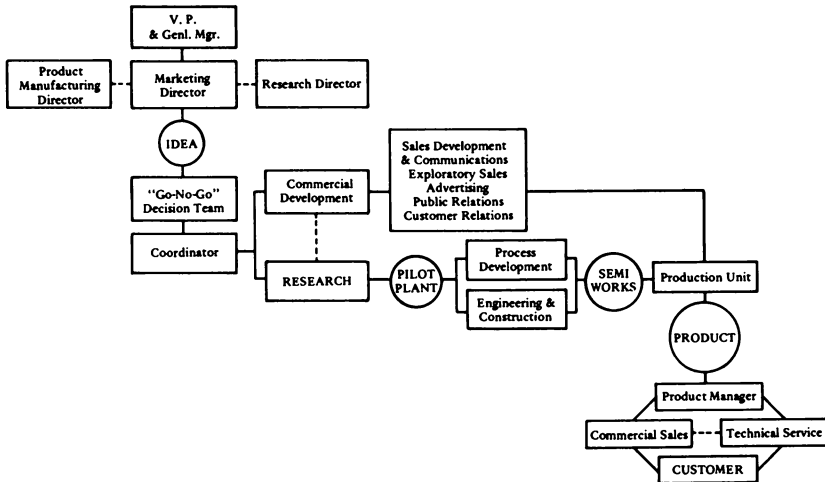 V. P.
& Genl. Mgr.
Product
Manufacturing
Director
Marketing
Director
Research Director
IDEA
“Go-No-Go”
Decision Team
Coordinator
Commercial
Development
RESEARCH
Sales Development
& Communications
Exploratory Sales
Advertising
Public Relations
Customer Relations
PILOT
PLANT
Process
Development
Engineering &
Construction
SEMI
WORKS
Production Unit
PRODUCT
Product Manager
Commercial Sales
Technical Service
CUSTOMER